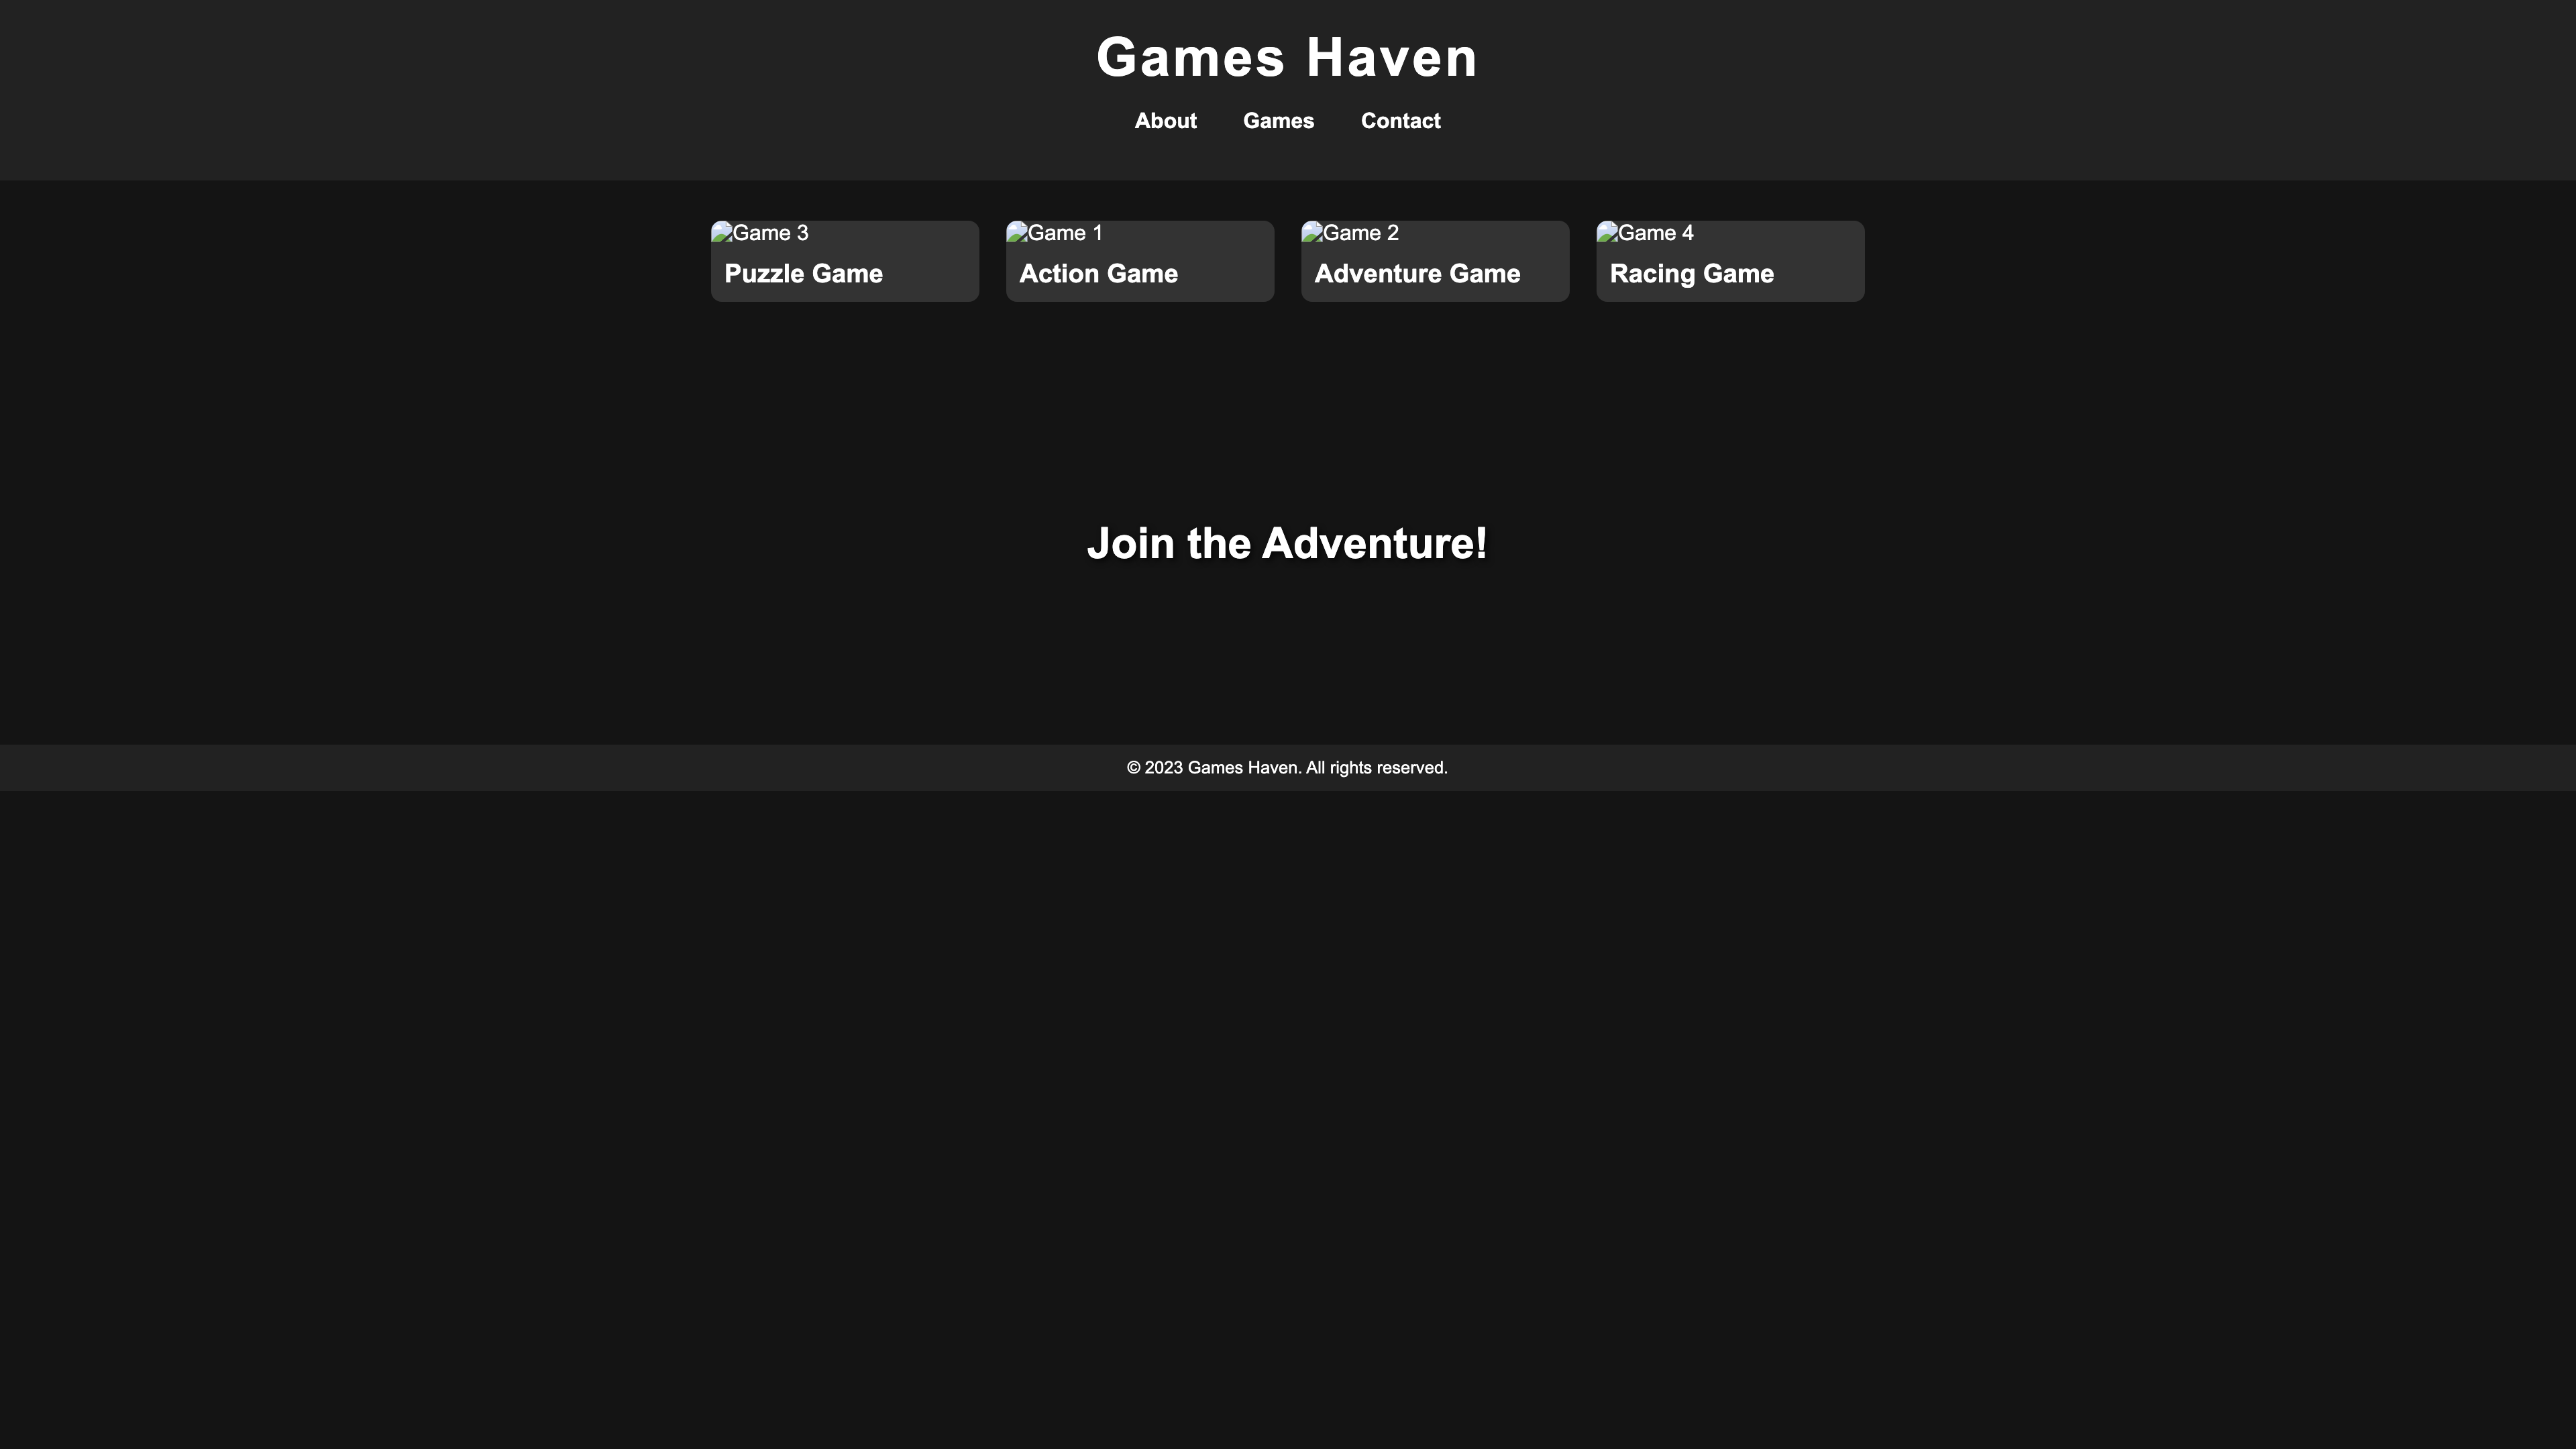 Games Haven
About Games Contact
Game 3
Puzzle Game
Game 1
Action Game
Game 2
Adventure Game
Game 4
Racing Game
Join the Adventure!
© 2023 Games Haven. All rights reserved.